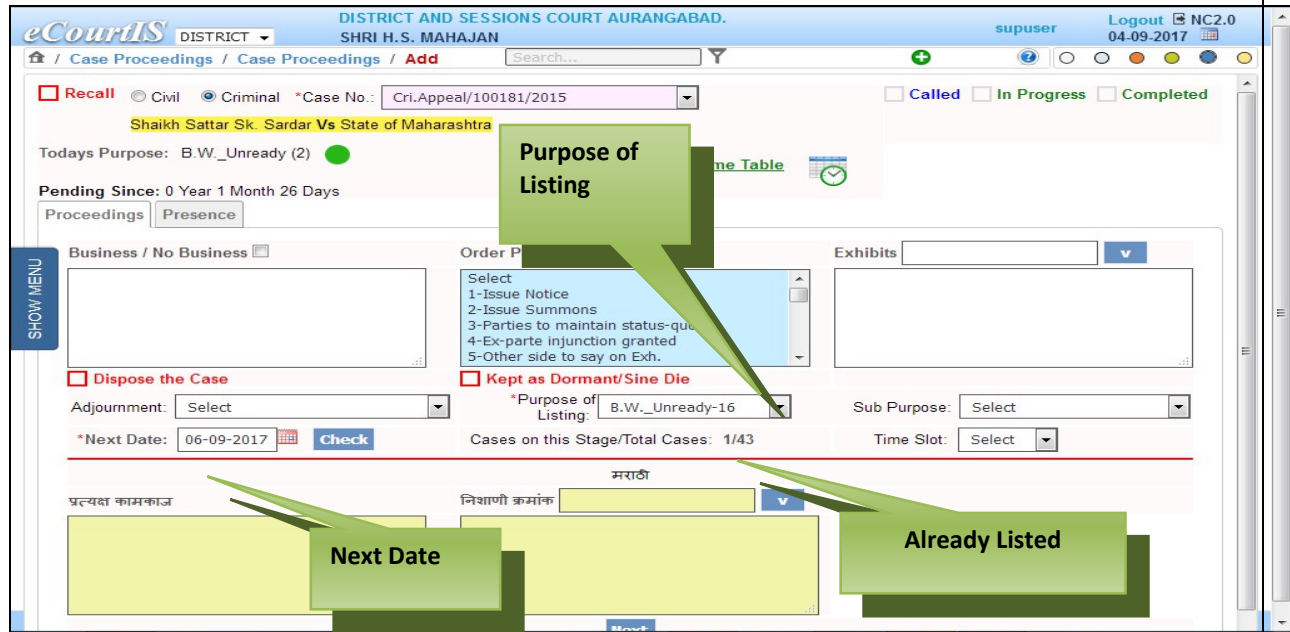 eCourtIS DISTRICT DISTRICT AND SESSIONS COURT AURANGABAD. supuser Logout NC2.0
SHRI H.S. MAHAJAN 04-09-2017
/ Case Proceedings / Case Proceedings / Add Search...
Recall Civil Criminal *Case No.: Cri.Appeal/100181/2015 Called In Progress Completed
Shaikh Sattar Sk. Sardar Vs State of Maharashtra
Todays Purpose: B.W._Unready (2) Purpose of
Listing me Table
Pending Since: 0 Year 1 Month 26 Days
Proceedings Presence
SHOW MENU
Business / No Business Order P Exhibits v
Select
1-Issue Notice
2-Issue Summons
3-Parties to maintain status-quo
4-Ex-parte injunction granted
5-Other side to say on Exh.
Dispose the Case Kept as Dormant/Sine Die
Adjournment: Select *Purpose of Listing: B.W._Unready-16 Sub Purpose: Select
*Next Date: 06-09-2017 Check Cases on this Stage/Total Cases: 1/43 Time Slot: Select
मराठी
प्रत्यक्ष कामकाज निशाणी क्रमांक v
Next Date Already Listed
Next